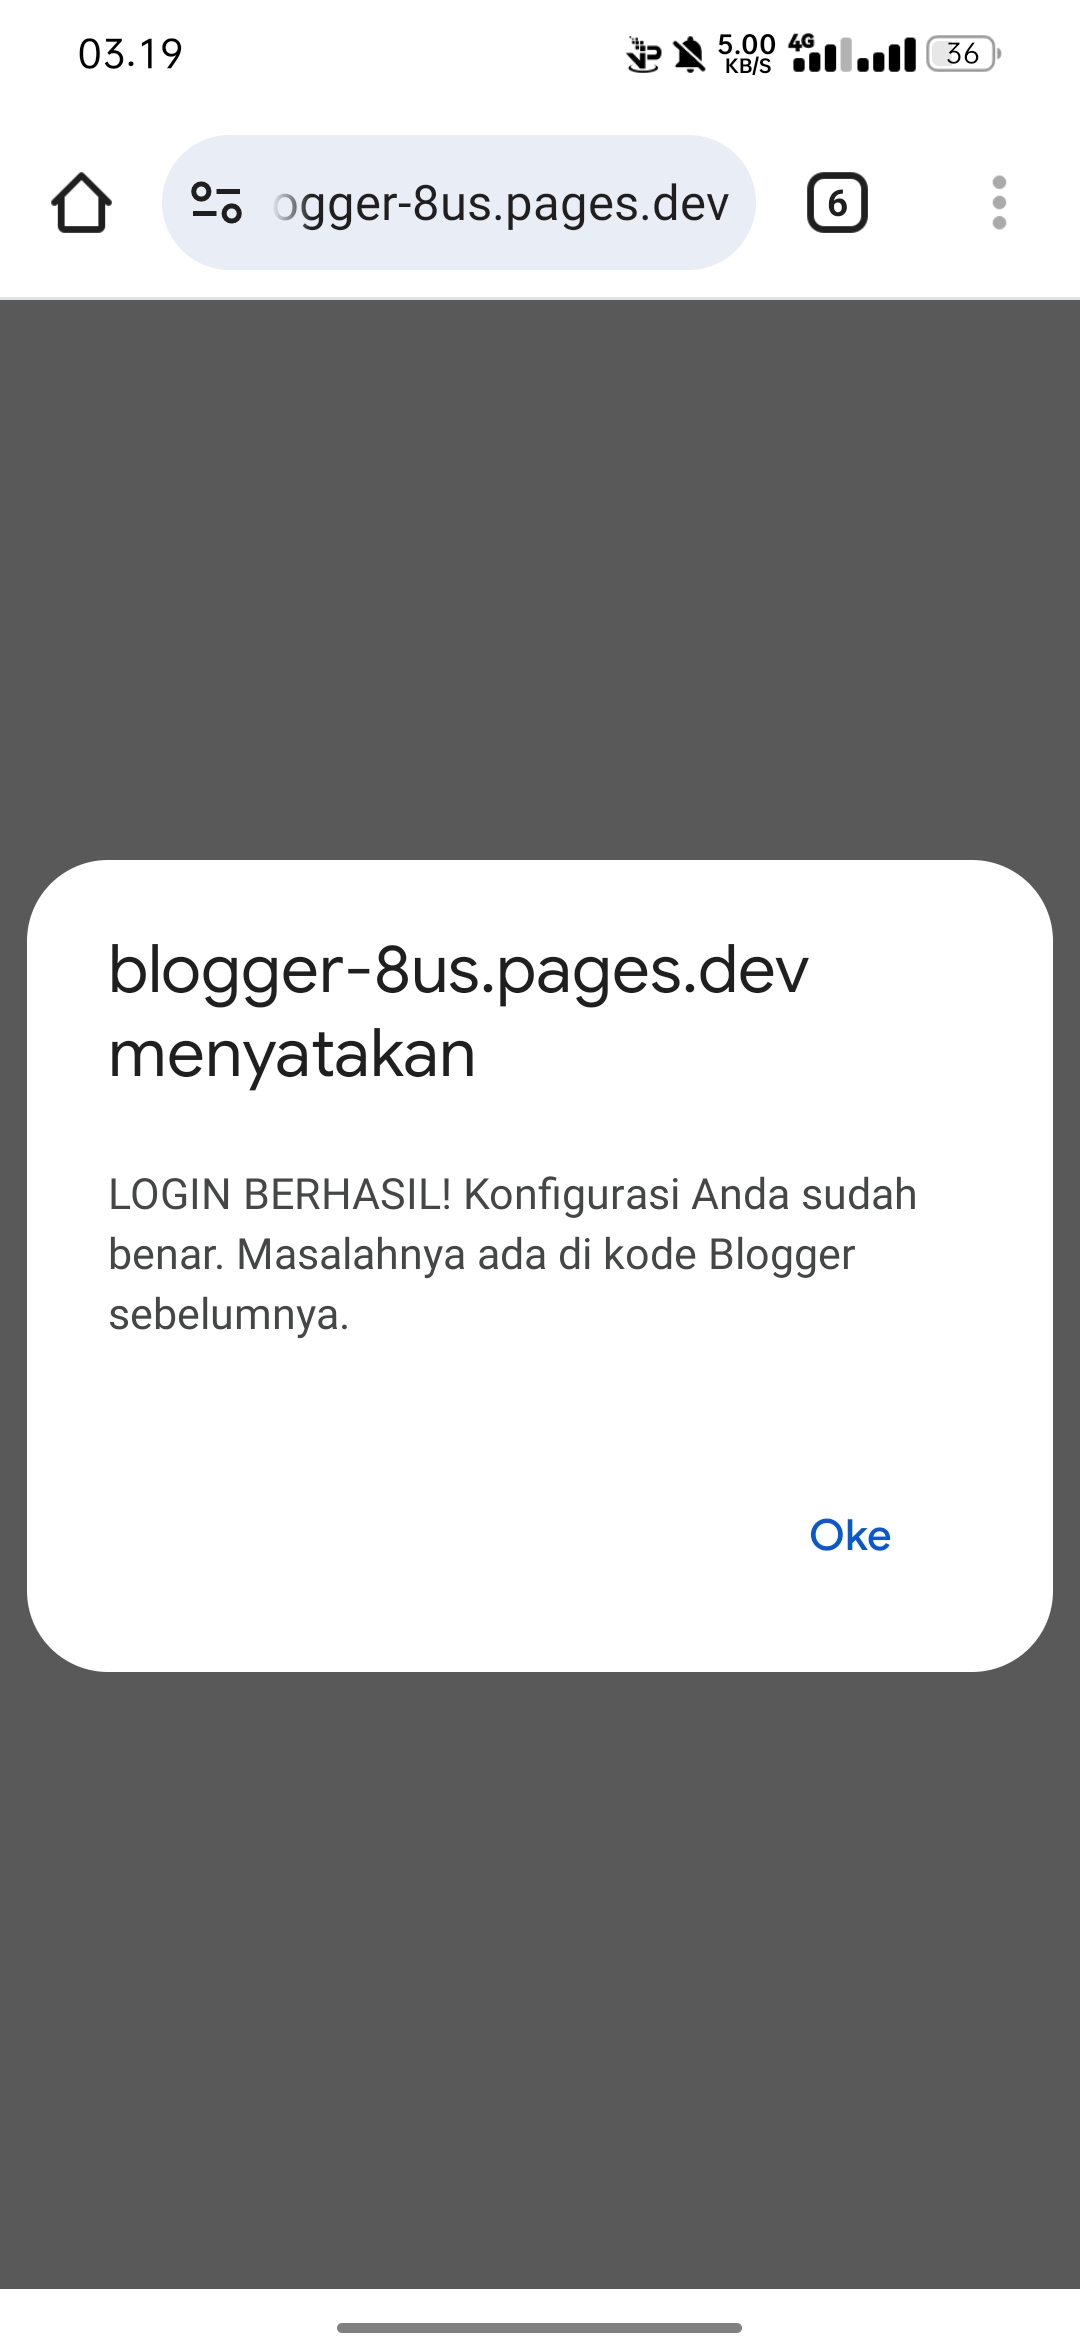 03.19
5.00
KB/S
4G
36
ogger-8us.pages.dev
6
blogger-8us.pages.dev
menyatakan
LOGIN BERHASIL! Konfigurasi Anda sudah
benar. Masalahnya ada di kode Blogger
sebelumnya.
Oke